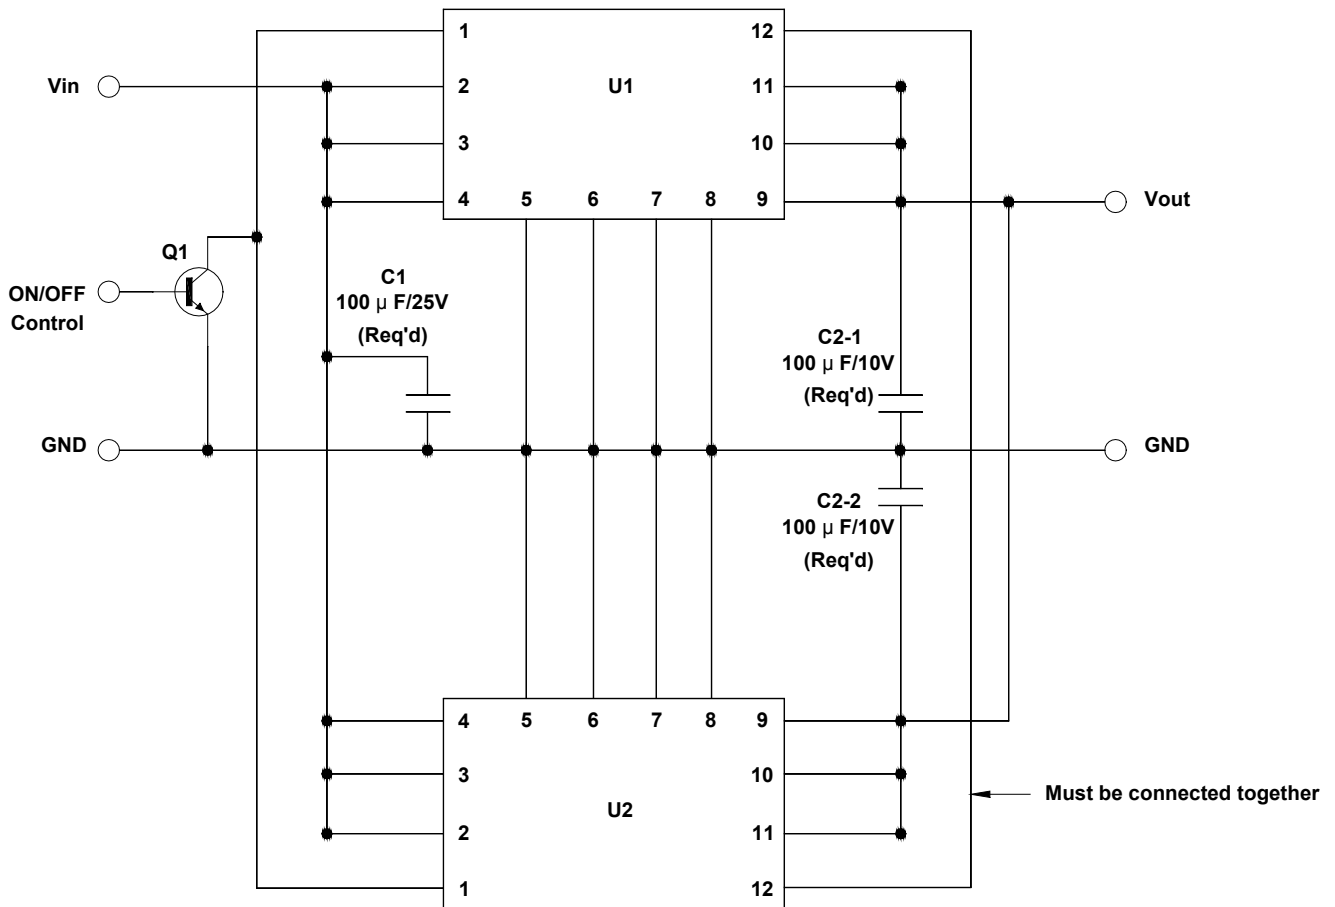 1
12
Vin
2
U1
11
3
10
4
5
6
7
8
9
Vout
Q1
C1
100 μ F/25V
(Req'd)
ON/OFF
Control
C2-1
100 μ F/10V
(Req'd)
GND
GND
C2-2
100 μ F/10V
(Req'd)
4
5
6
7
8
9
3
10
Must be connected together
U2
2
11
1
12